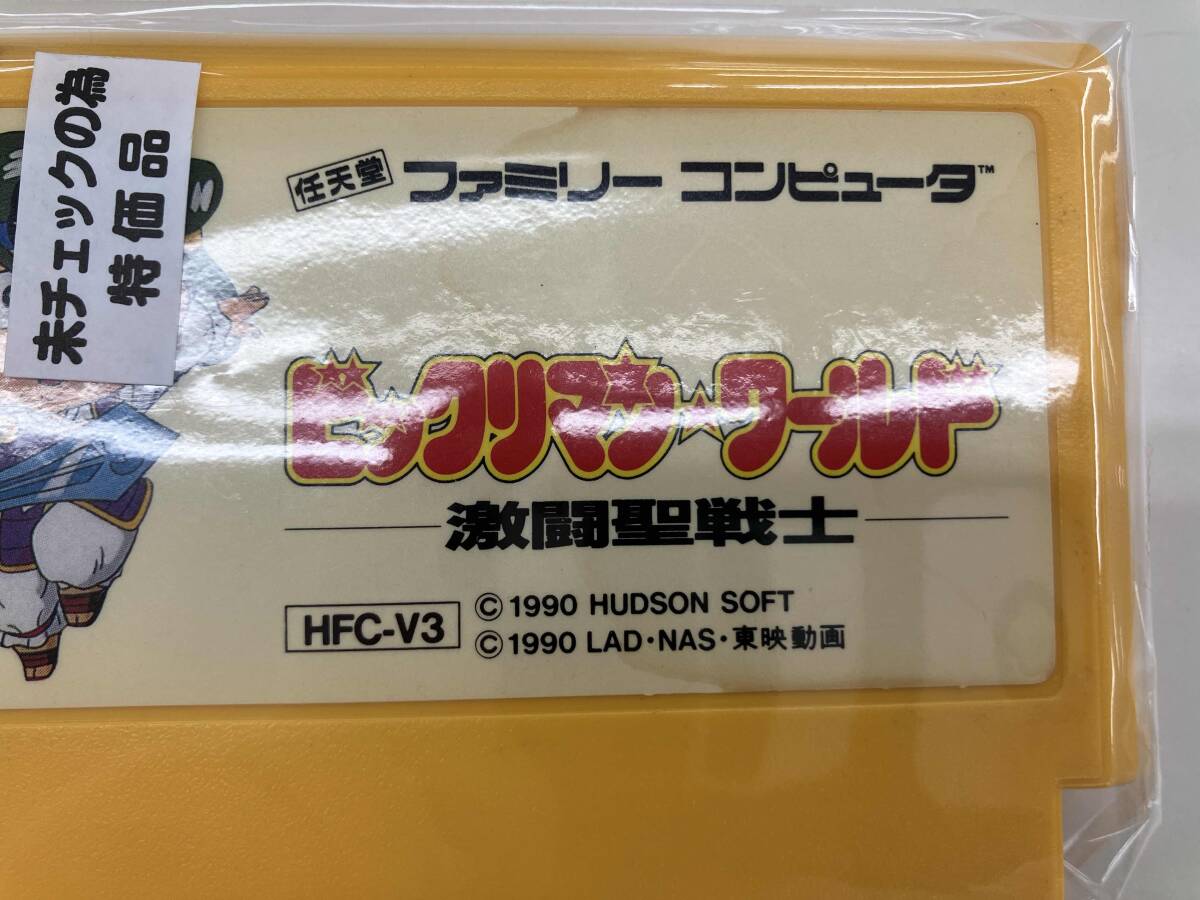 未チェックの為
特価品
任天堂 ファミリー コンピュータ™
ビックリマン★ワールド
激闘聖戦士
HFC-V3
© 1990 HUDSON SOFT
© 1990 LAD・NAS・東映動画